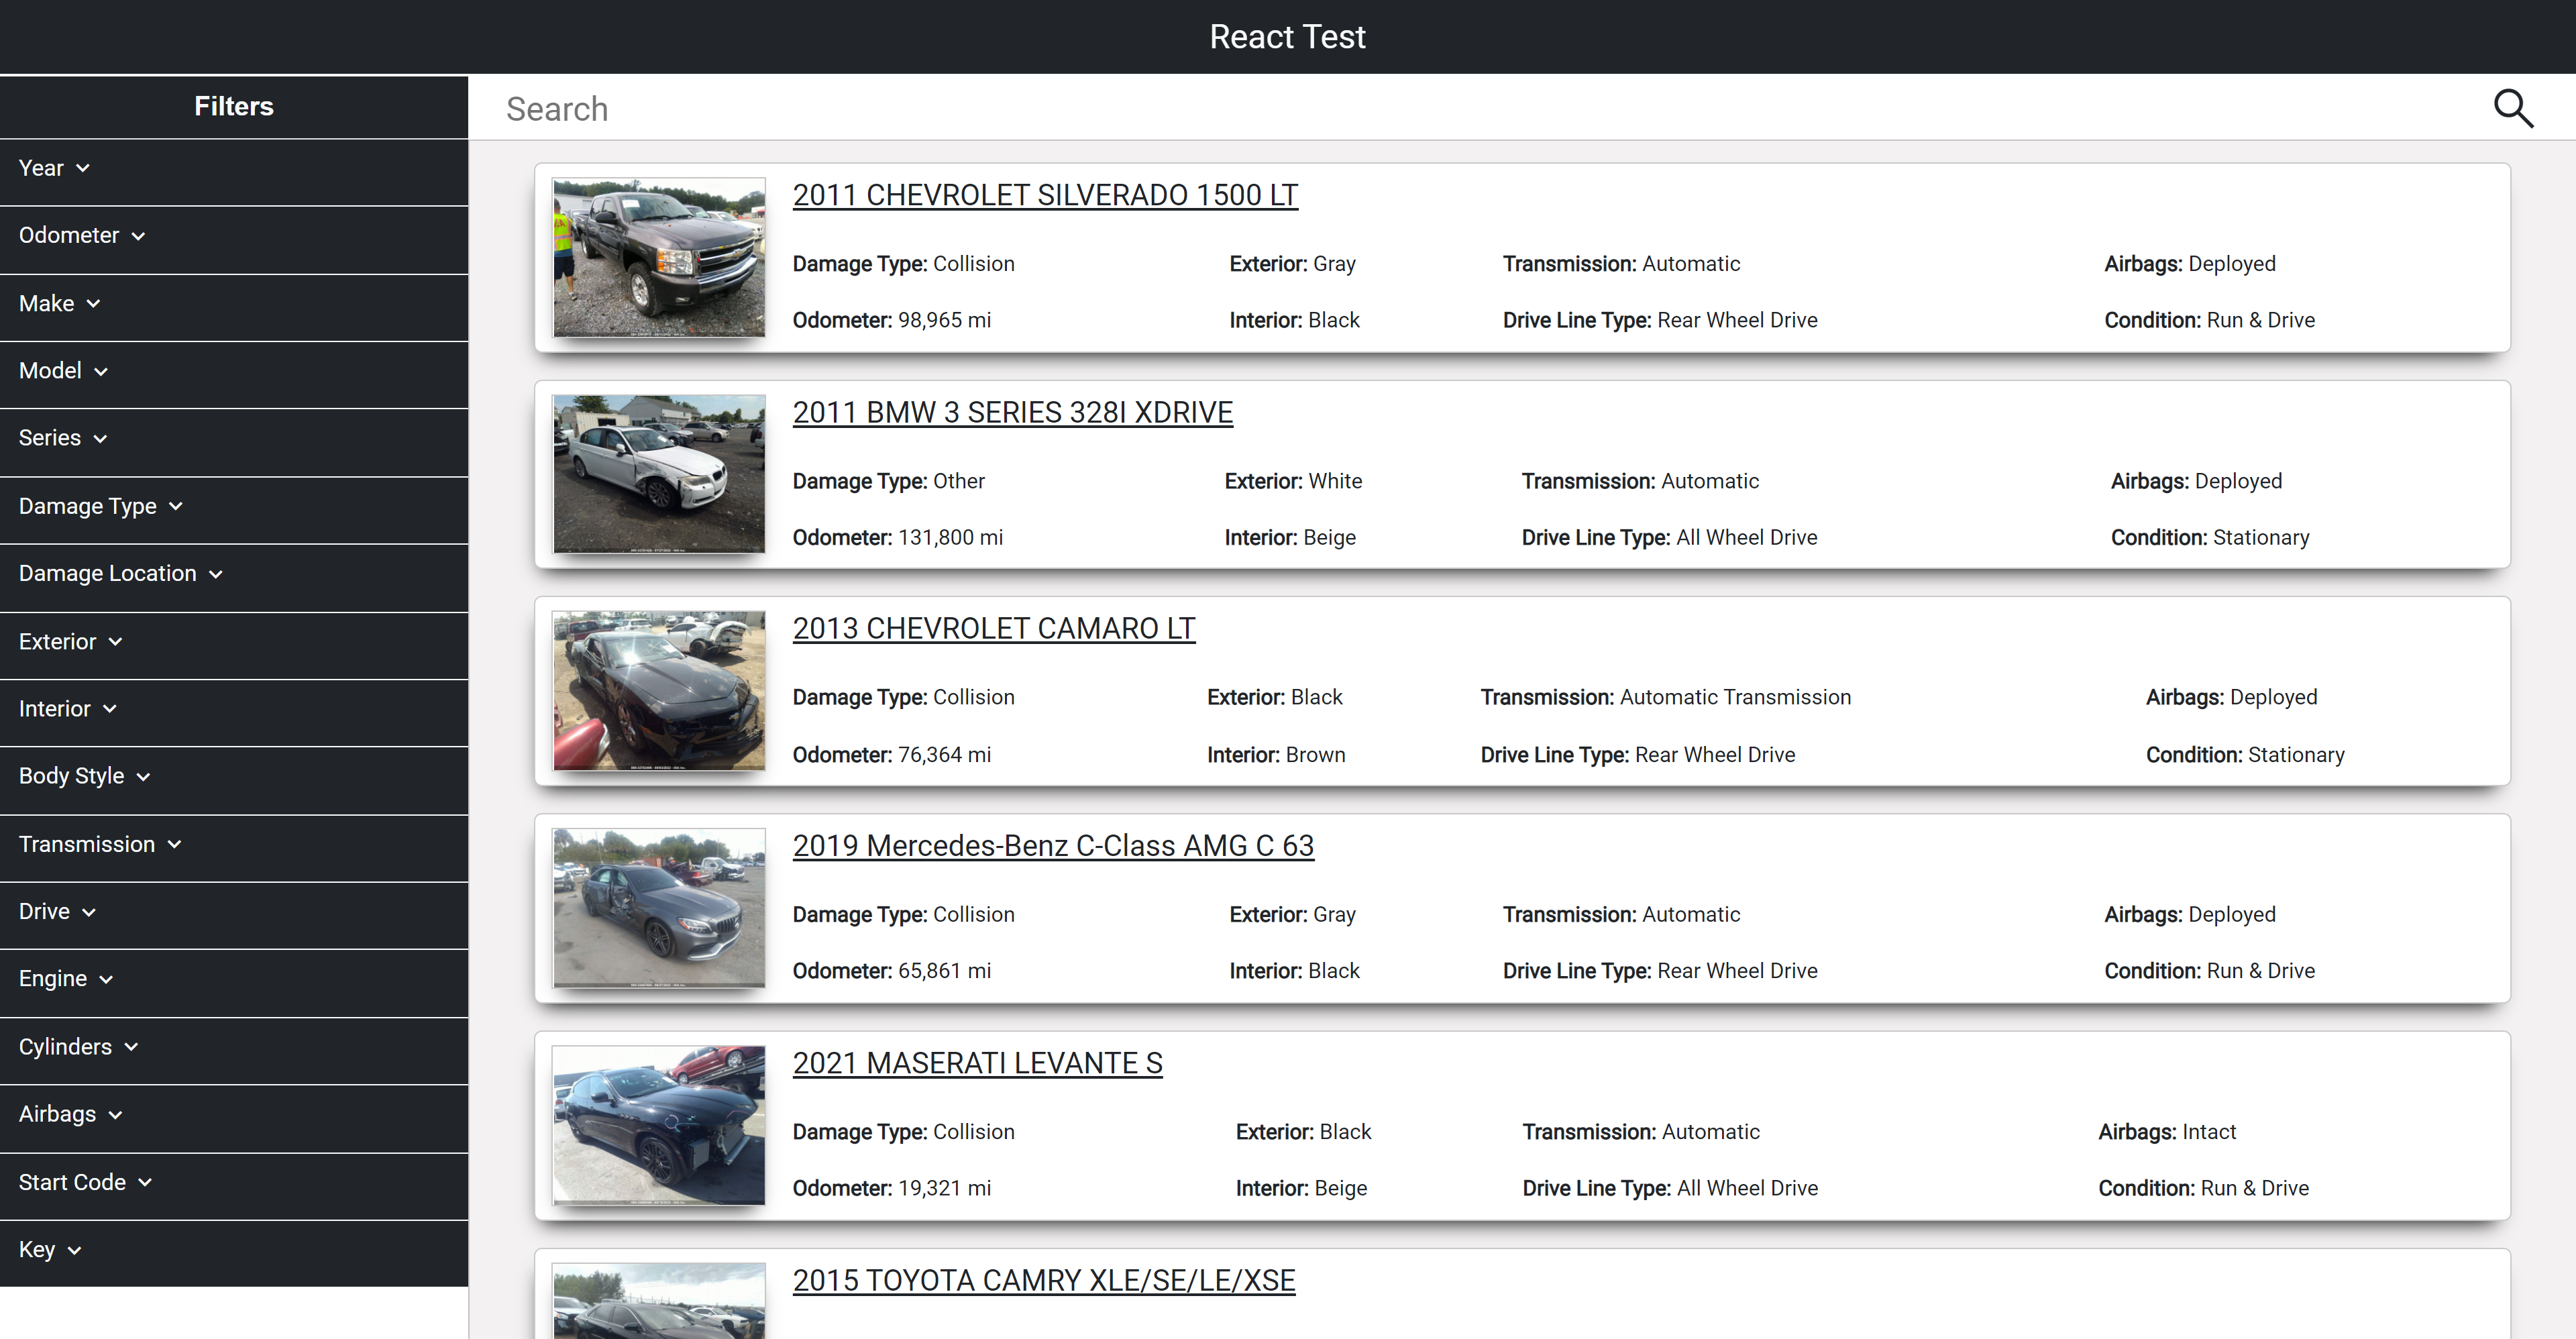 React Test
Filters
Year
Odometer
Make
Model
Series
Damage Type
Damage Location
Exterior
Interior
Body Style
Transmission
Drive
Engine
Cylinders
Airbags
Start Code
Key
Search
2011 CHEVROLET SILVERADO 1500 LT
Damage Type: Collision Exterior: Gray Transmission: Automatic Airbags: Deployed
Odometer: 98,965 mi Interior: Black Drive Line Type: Rear Wheel Drive Condition: Run & Drive
2011 BMW 3 SERIES 328I XDRIVE
Damage Type: Other Exterior: White Transmission: Automatic Airbags: Deployed
Odometer: 131,800 mi Interior: Beige Drive Line Type: All Wheel Drive Condition: Stationary
2013 CHEVROLET CAMARO LT
Damage Type: Collision Exterior: Black Transmission: Automatic Transmission Airbags: Deployed
Odometer: 76,364 mi Interior: Brown Drive Line Type: Rear Wheel Drive Condition: Stationary
2019 Mercedes-Benz C-Class AMG C 63
Damage Type: Collision Exterior: Gray Transmission: Automatic Airbags: Deployed
Odometer: 65,861 mi Interior: Black Drive Line Type: Rear Wheel Drive Condition: Run & Drive
2021 MASERATI LEVANTE S
Damage Type: Collision Exterior: Black Transmission: Automatic Airbags: Intact
Odometer: 19,321 mi Interior: Beige Drive Line Type: All Wheel Drive Condition: Run & Drive
2015 TOYOTA CAMRY XLE/SE/LE/XSE